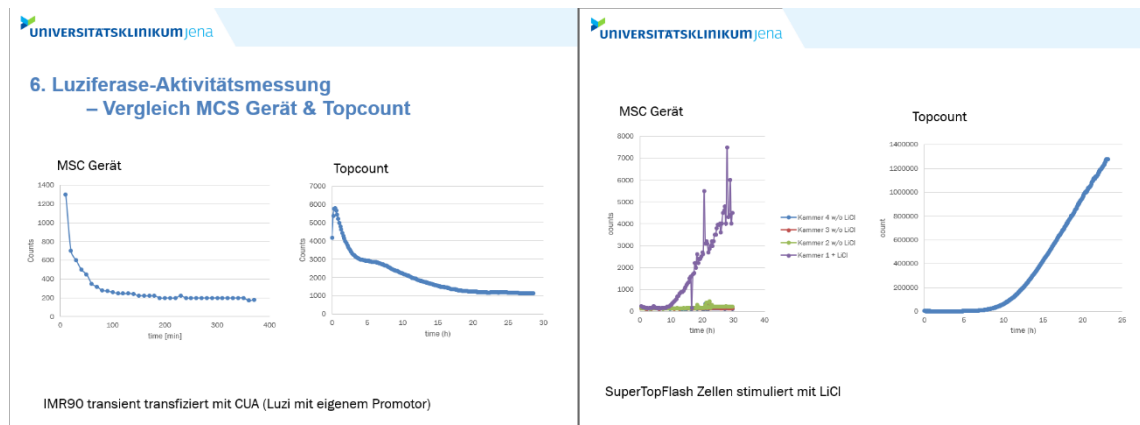 UNIVERSITÄTSKLINIKUM jena
6. Luziferase-Aktivitätsmessung
– Vergleich MCS Gerät & Topcount
MSC Gerät
1400
1200
1000
800
600
400
200
0
Counts
0 100 200 300 400
time [min]
Topcount
7000
6000
5000
4000
3000
2000
1000
0
Counts
0 5 10 15 20 25 30
time (h)
IMR90 transient transfiziert mit CUA (Luzi mit eigenem Promotor)
UNIVERSITÄTSKLINIKUM jena
MSC Gerät
8000
7000
6000
5000
4000
3000
2000
1000
0
Counts
0 10 20 30 40
time (h)
Kammer 4 w/o LiCl
Kammer 3 w/o LiCl
Kammer 2 w/o LiCl
Kammer 1 + LiCl
Topcount
1400000
1200000
1000000
800000
600000
400000
200000
0
count
0 5 10 15 20 25
time (h)
SuperTopFlash Zellen stimuliert mit LiCl